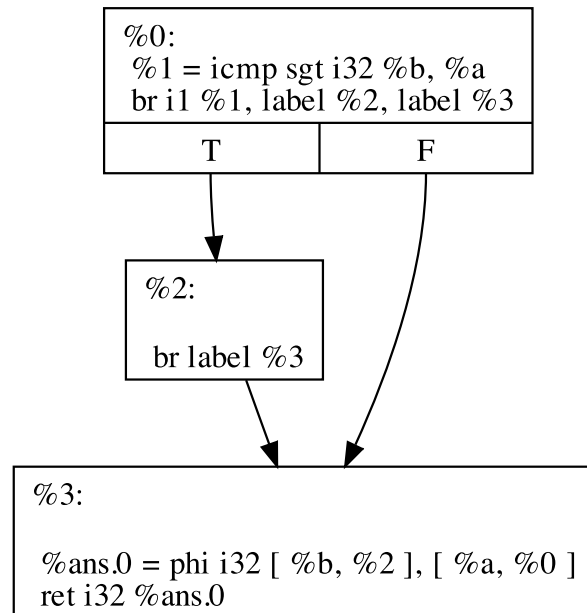 %0:
%1 = icmp sgt i32 %b, %a
br i1 %1, label %2, label %3
T
F
%2:
br label %3
%3:
%ans.0 = phi i32 [ %b, %2 ], [ %a, %0 ]
ret i32 %ans.0